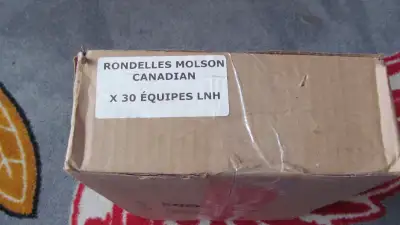 RONDELLES MOLSON
CANADIAN
X 30 ÉQUIPES LNH